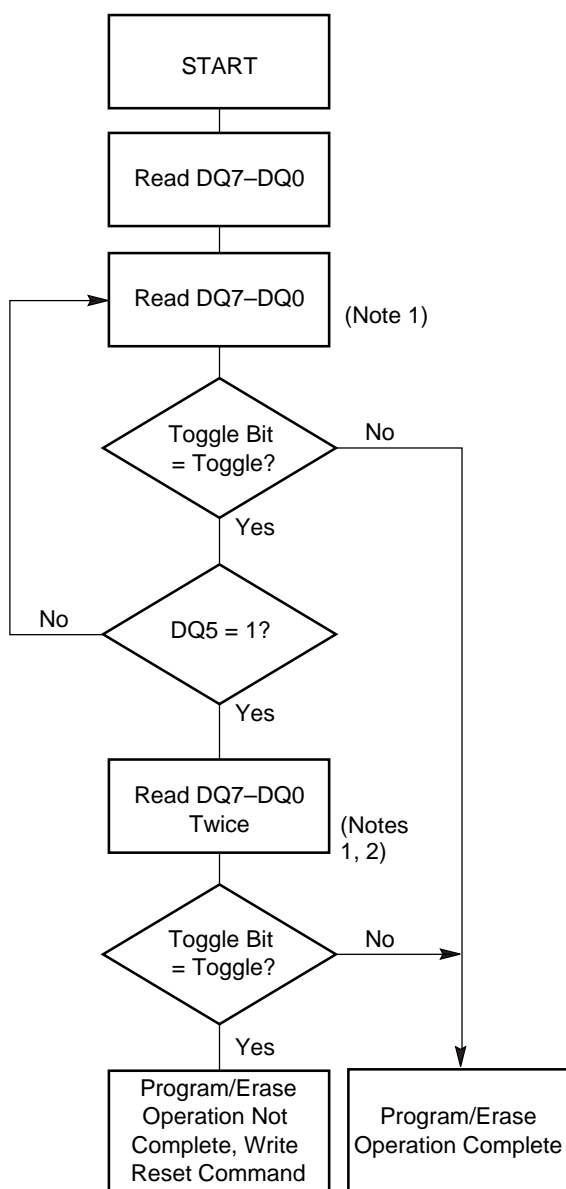 START
Read DQ7–DQ0
Read DQ7–DQ0
(Note 1)
Toggle Bit
= Toggle?
No
Yes
No
DQ5 = 1?
Yes
Read DQ7–DQ0
Twice
(Notes
1, 2)
Toggle Bit
= Toggle?
No
Yes
Program/Erase
Operation Not
Complete, Write
Reset Command
Program/Erase
Operation Complete